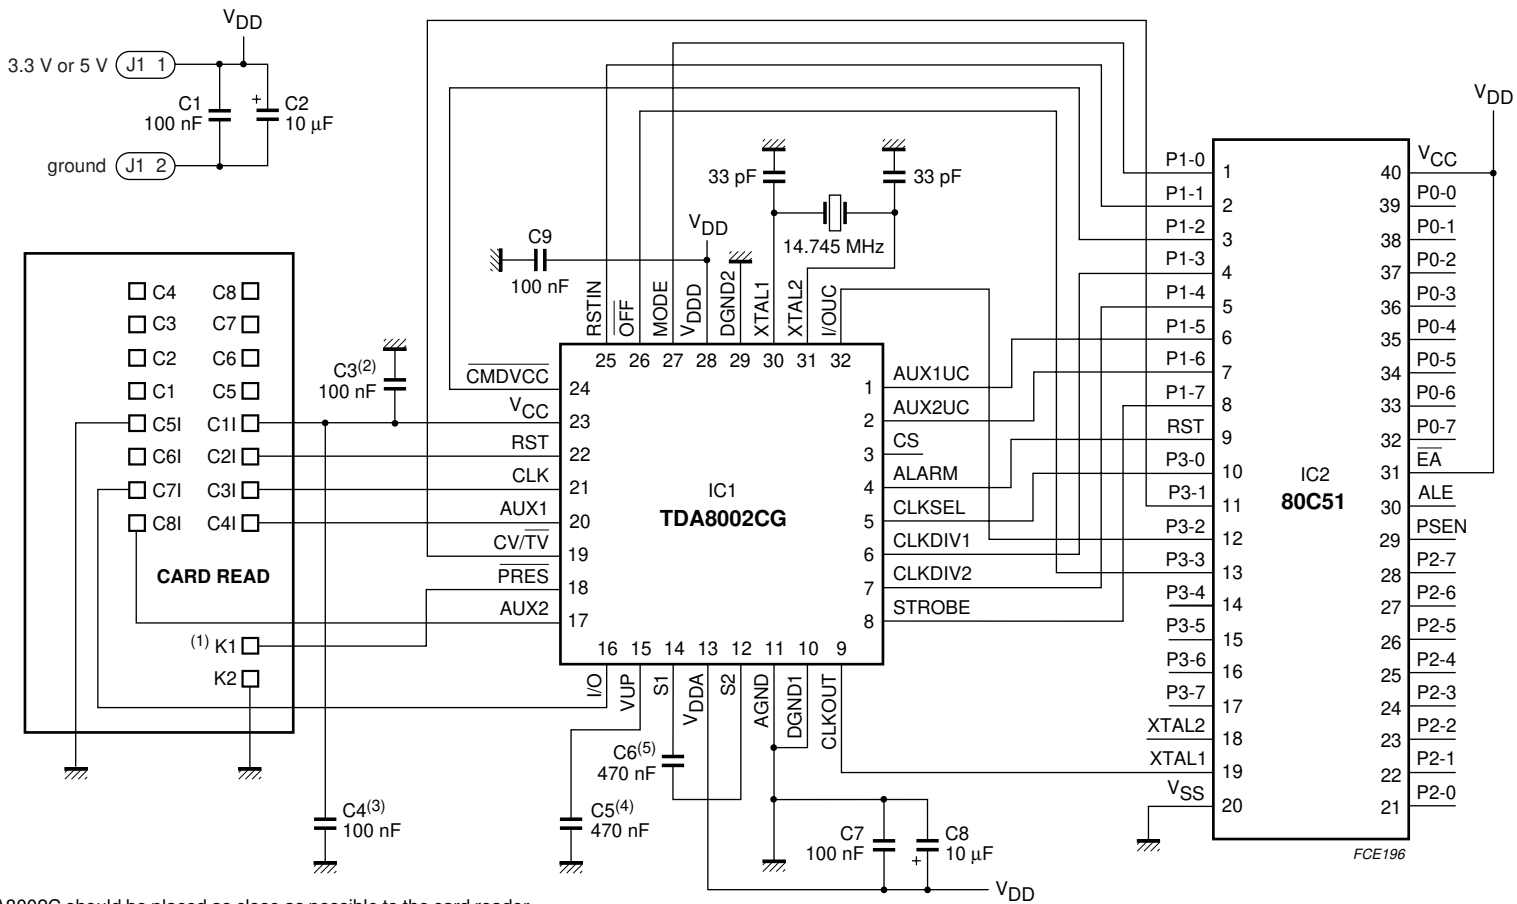 VDD
3.3 V or 5 V J1 1
C1 100 nF
+ C2 10 µF
ground J1 2
33 pF
33 pF
14.745 MHz
VDD
C9
100 nF
RSTIN
OFF
MODE
VDDD
DGND2
XTAL1
XTAL2
I/OUC
25 26 27 28 29 30 31 32
C4 C8
C3 C7
C2 C6
C1 C5
C5I C1I
C6I C2I
C7I C3I
C8I C4I
CARD READ
(1) K1
K2
C3(2)
100 nF
CMDVCC 24
VCC 23
RST 22
CLK 21
AUX1 20
CV/TV 19
PRES 18
AUX2 17
IC1
TDA8002CG
1 AUX1UC
2 AUX2UC
3 CS
4 ALARM
5 CLKSEL
6 CLKDIV1
7 CLKDIV2
8 STROBE
16 15 14 13 12 11 10 9
I/O
VUP
S1
VDDA
S2
AGND
DGND1
CLKOUT
C6(5)
470 nF
C4(3)
100 nF
C5(4)
470 nF
C7
100 nF
C8
+ 10 µF
VDD
P1-0 1
P1-1 2
P1-2 3
P1-3 4
P1-4 5
P1-5 6
P1-6 7
P1-7 8
RST 9
P3-0 10
P3-1 11
P3-2 12
P3-3 13
P3-4 14
P3-5 15
P3-6 16
P3-7 17
XTAL2 18
XTAL1 19
VSS 20
IC2
80C51
VDD
40 VCC
39 P0-0
38 P0-1
37 P0-2
36 P0-3
35 P0-4
34 P0-5
33 P0-6
32 P0-7
31 EA
30 ALE
29 PSEN
28 P2-7
27 P2-6
26 P2-5
25 P2-4
24 P2-3
23 P2-2
22 P2-1
21 P2-0
FCE196
should be placed as close as possible to the card reader